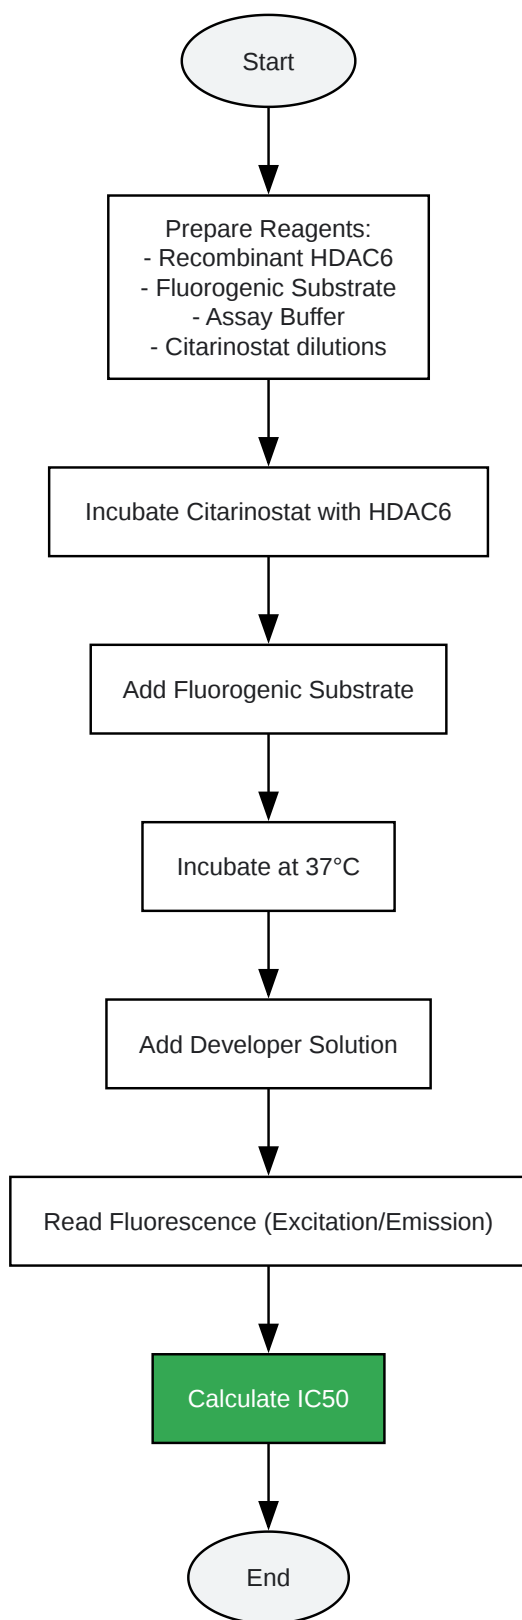 Start
Prepare Reagents:
- Recombinant HDAC6
- Fluorogenic Substrate
- Assay Buffer
- Citarinostat dilutions
Incubate Citarinostat with HDAC6
Add Fluorogenic Substrate
Incubate at 37°C
Add Developer Solution
Read Fluorescence (Excitation/Emission)
Calculate IC50
End